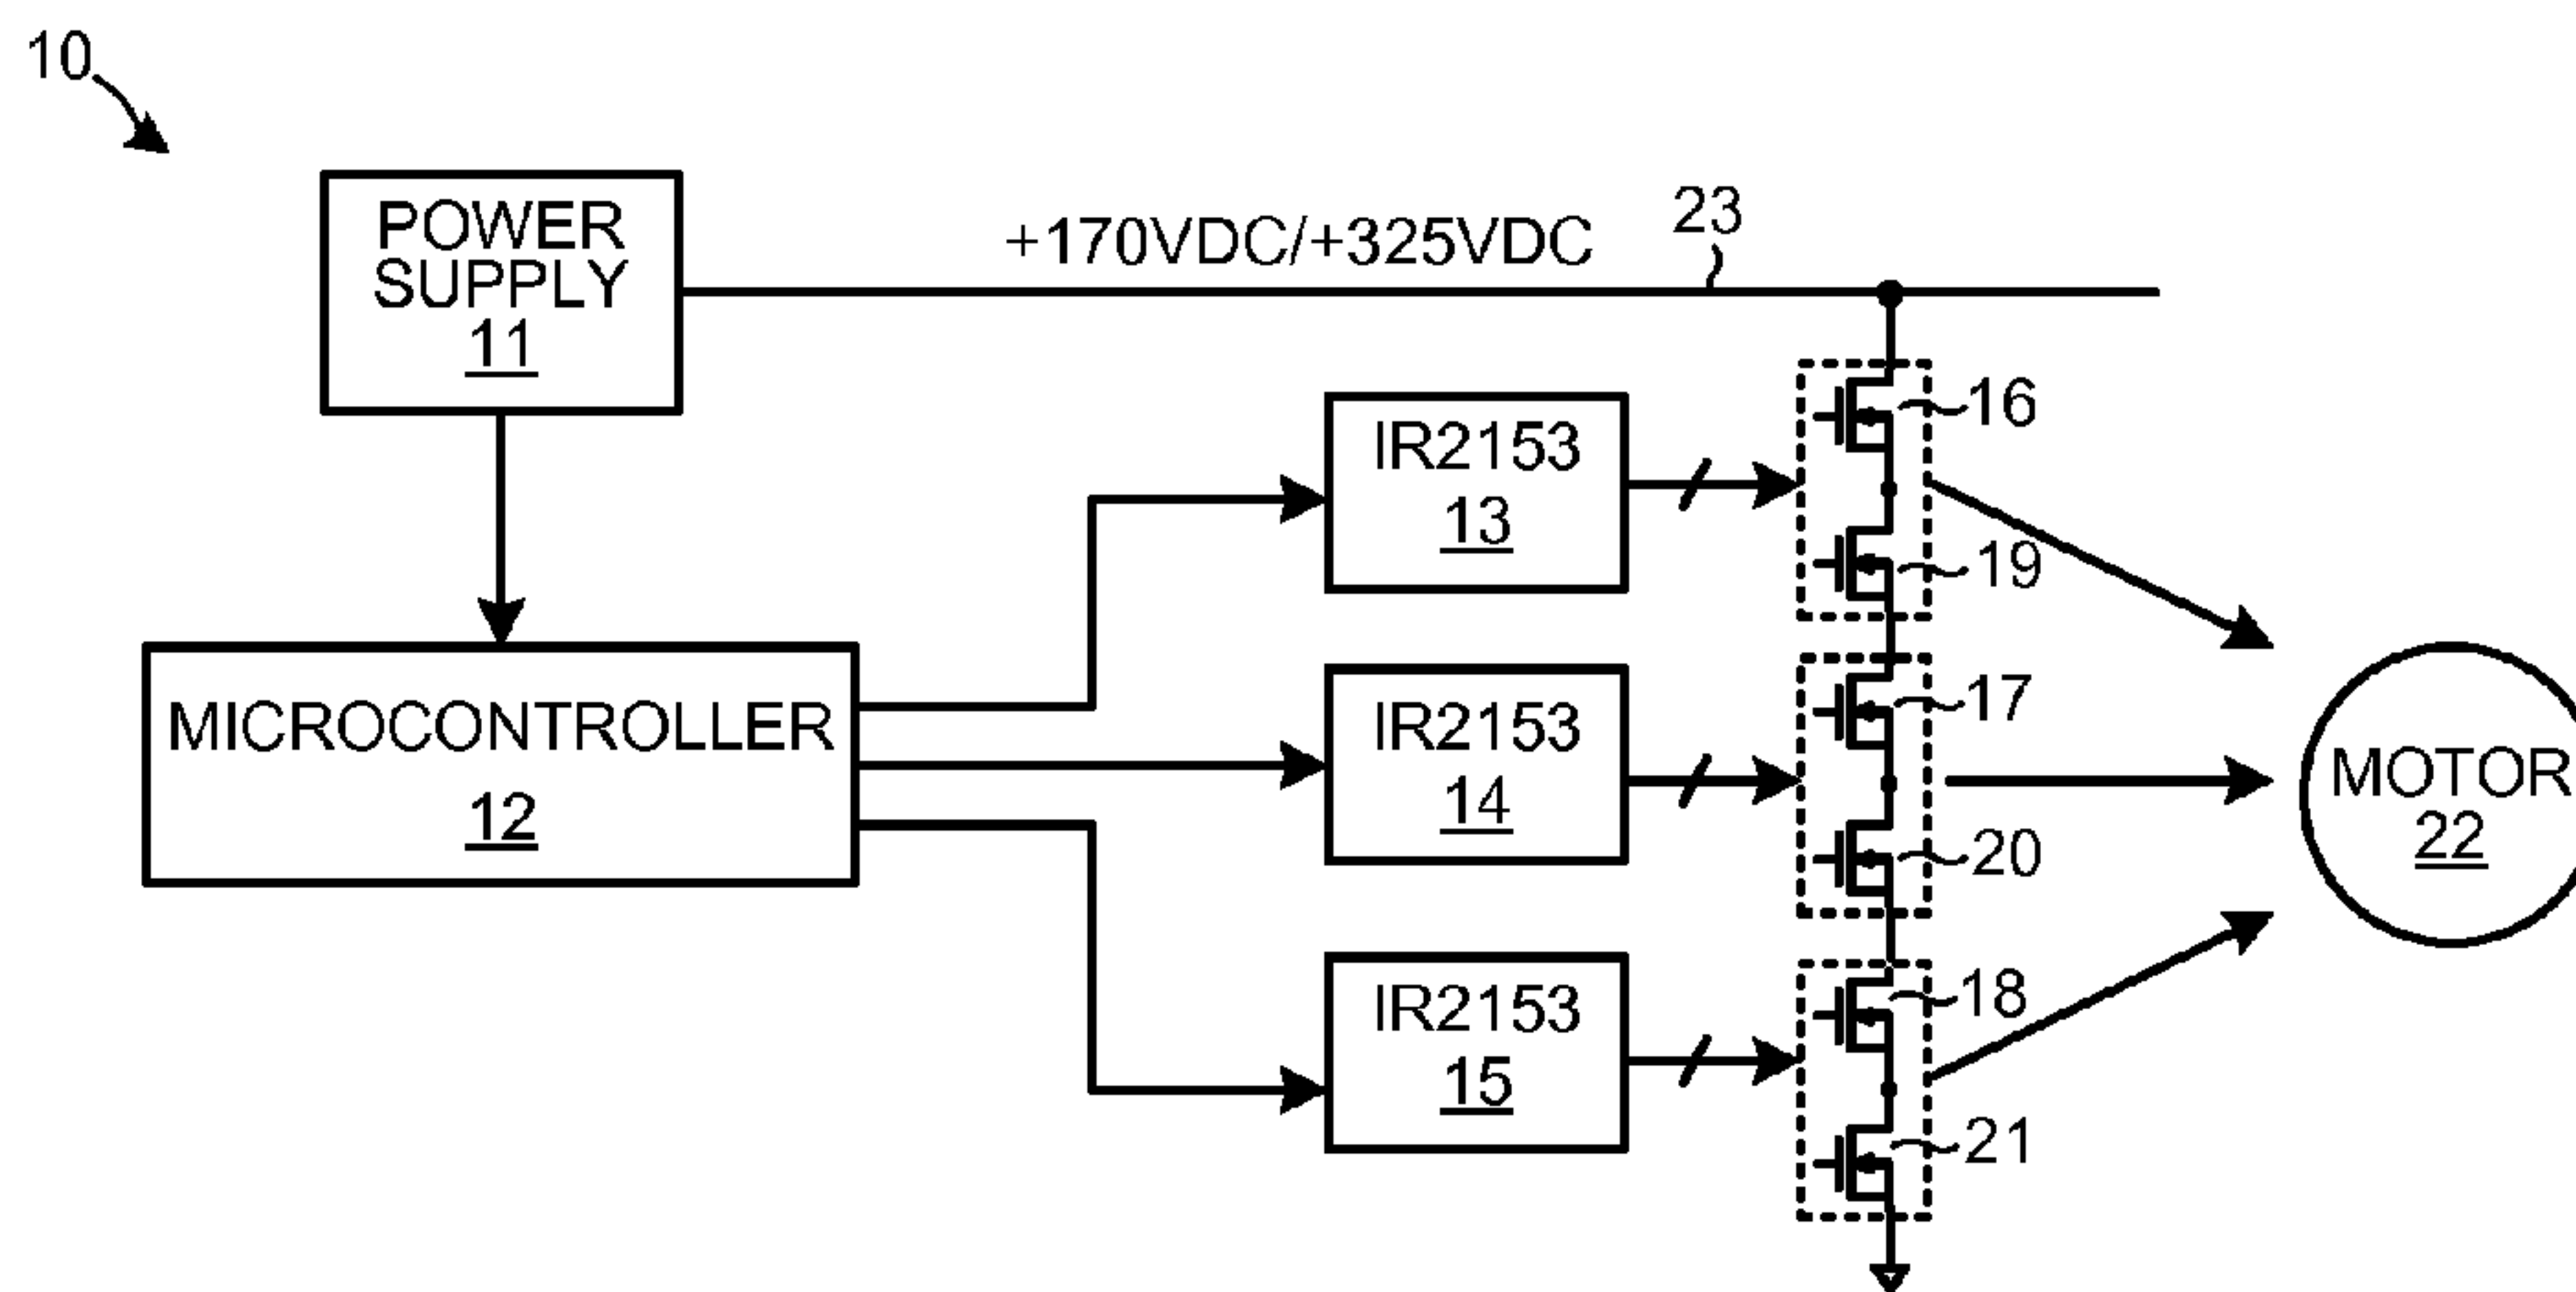 10
POWER
SUPPLY
11
+170VDC/+325VDC
23
MICROCONTROLLER
12
IR2153
13
IR2153
14
IR2153
15
16
19
17
20
18
21
MOTOR
22